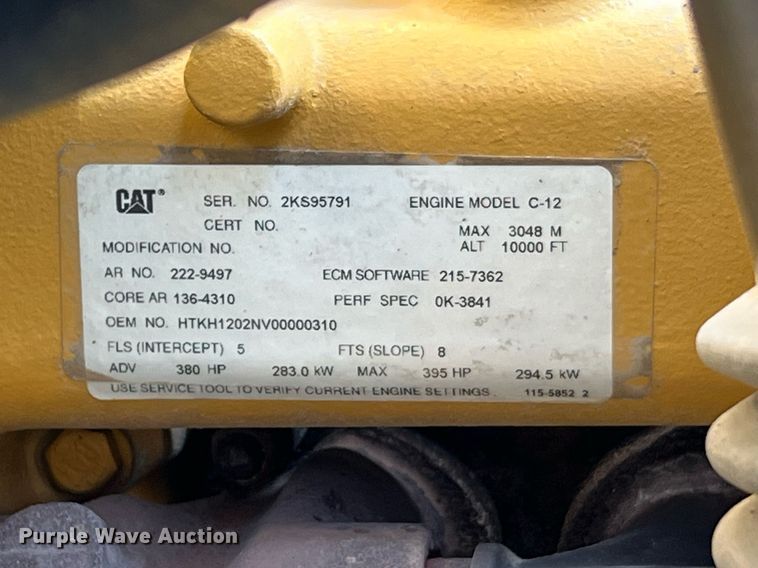 CAT® SER. NO. 2KS95791 ENGINE MODEL C-12
CERT NO. MAX 3048 M
MODIFICATION NO. ALT 10000 FT
AR NO. 222-9497 ECM SOFTWARE 215-7362
CORE AR 136-4310 PERF SPEC 0K-3841
OEM NO. HTKH1202NV00000310
FLS (INTERCEPT) 5 FTS (SLOPE) 8
ADV 380 HP 283.0 kW MAX 395 HP 294.5 kW
USE SERVICE TOOL TO VERIFY CURRENT ENGINE SETTINGS 115-5852 2
Purple Wave Auction